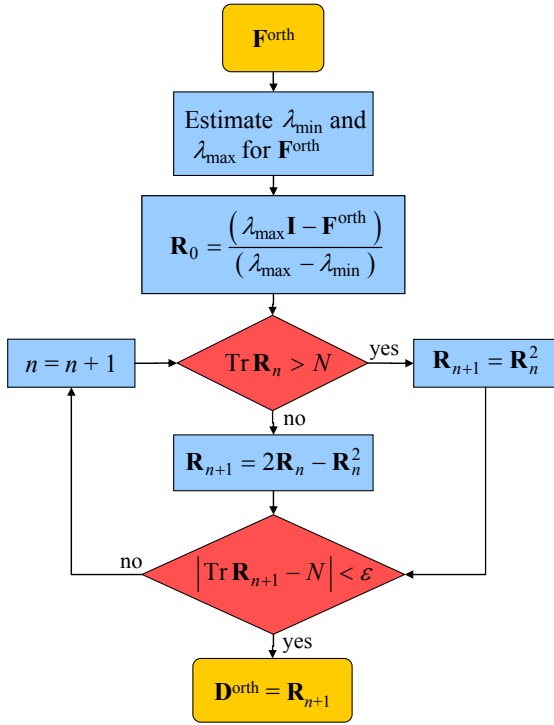 F^orth
Estimate λ_min and
λ_max for F^orth
R_0 = (λ_max I − F^orth) / (λ_max − λ_min)
n = n + 1
Tr R_n > N
yes
R_{n+1} = R_n^2
no
R_{n+1} = 2R_n − R_n^2
no
|Tr R_{n+1} − N| < ε
yes
D^orth = R_{n+1}